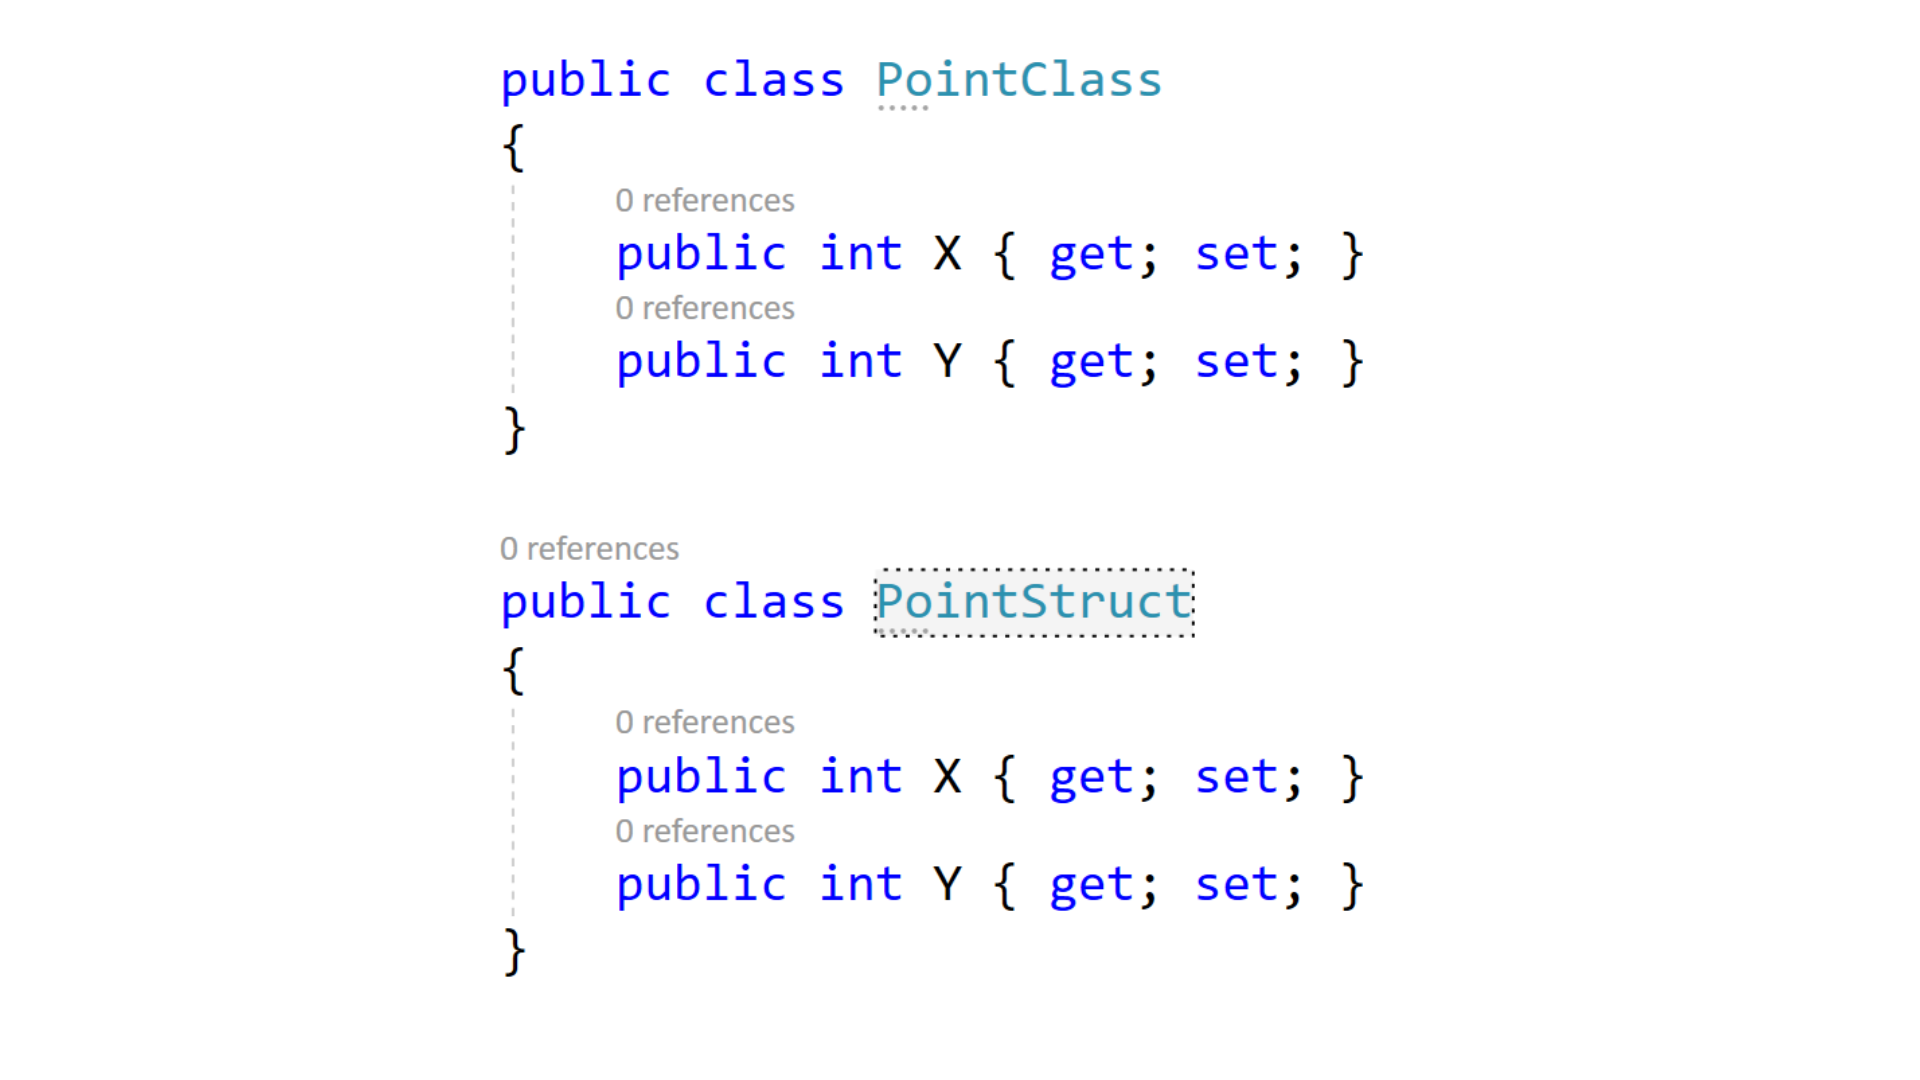 public class PointClass
{
0 references
public int X { get; set; }
0 references
public int Y { get; set; }
}
0 references
public class PointStruct
{
0 references
public int X { get; set; }
0 references
public int Y { get; set; }
}